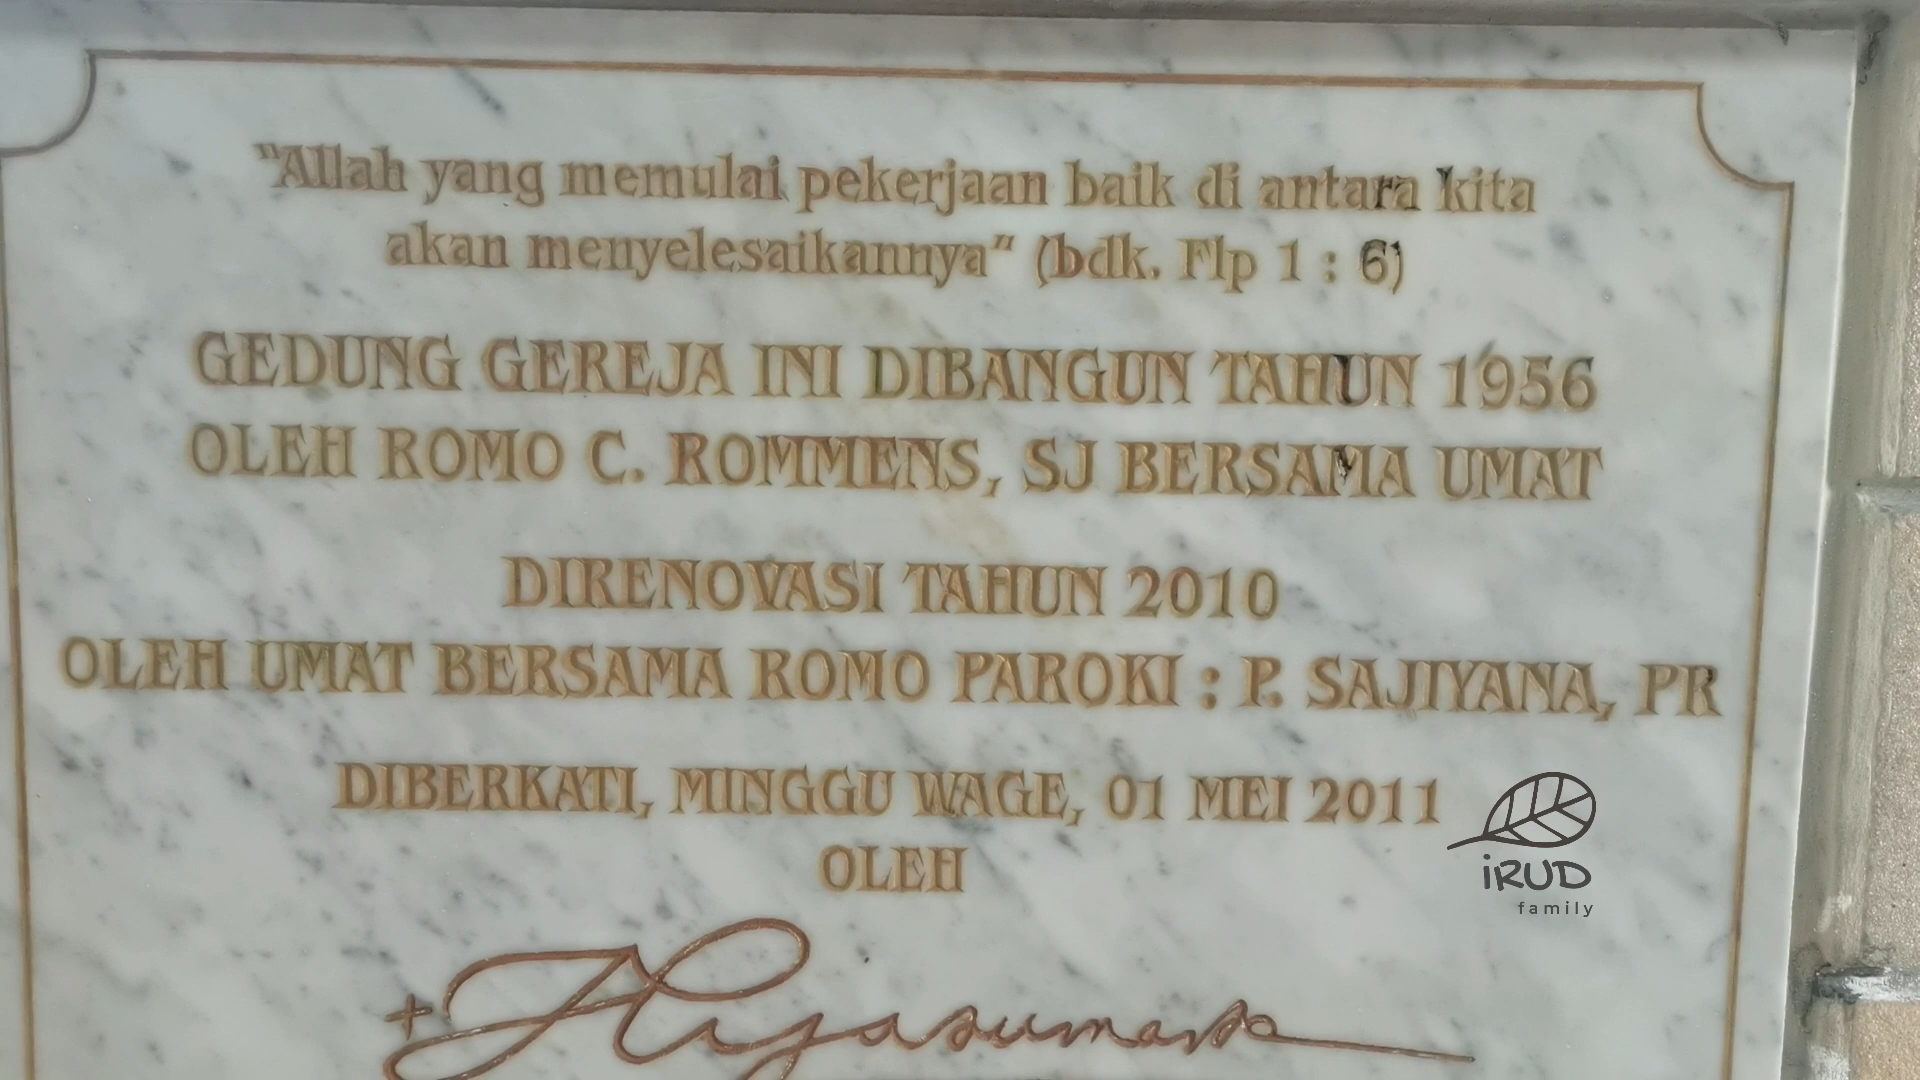 "Allah yang memulai pekerjaan baik di antara kita
akan menyelesaikannya" (bdk. Flp 1 : 6)
GEDUNG GEREJA INI DIBANGUN TAHUN 1956
OLEH ROMO C. ROMMENS, SJ BERSAMA UMAT
DIRENOVASI TAHUN 2010
OLEH UMAT BERSAMA ROMO PAROKI : P. SAJIYANA, PR
DIBERKATI, MINGGU WAGE, 01 MEI 2011
OLEH
iRUD
family